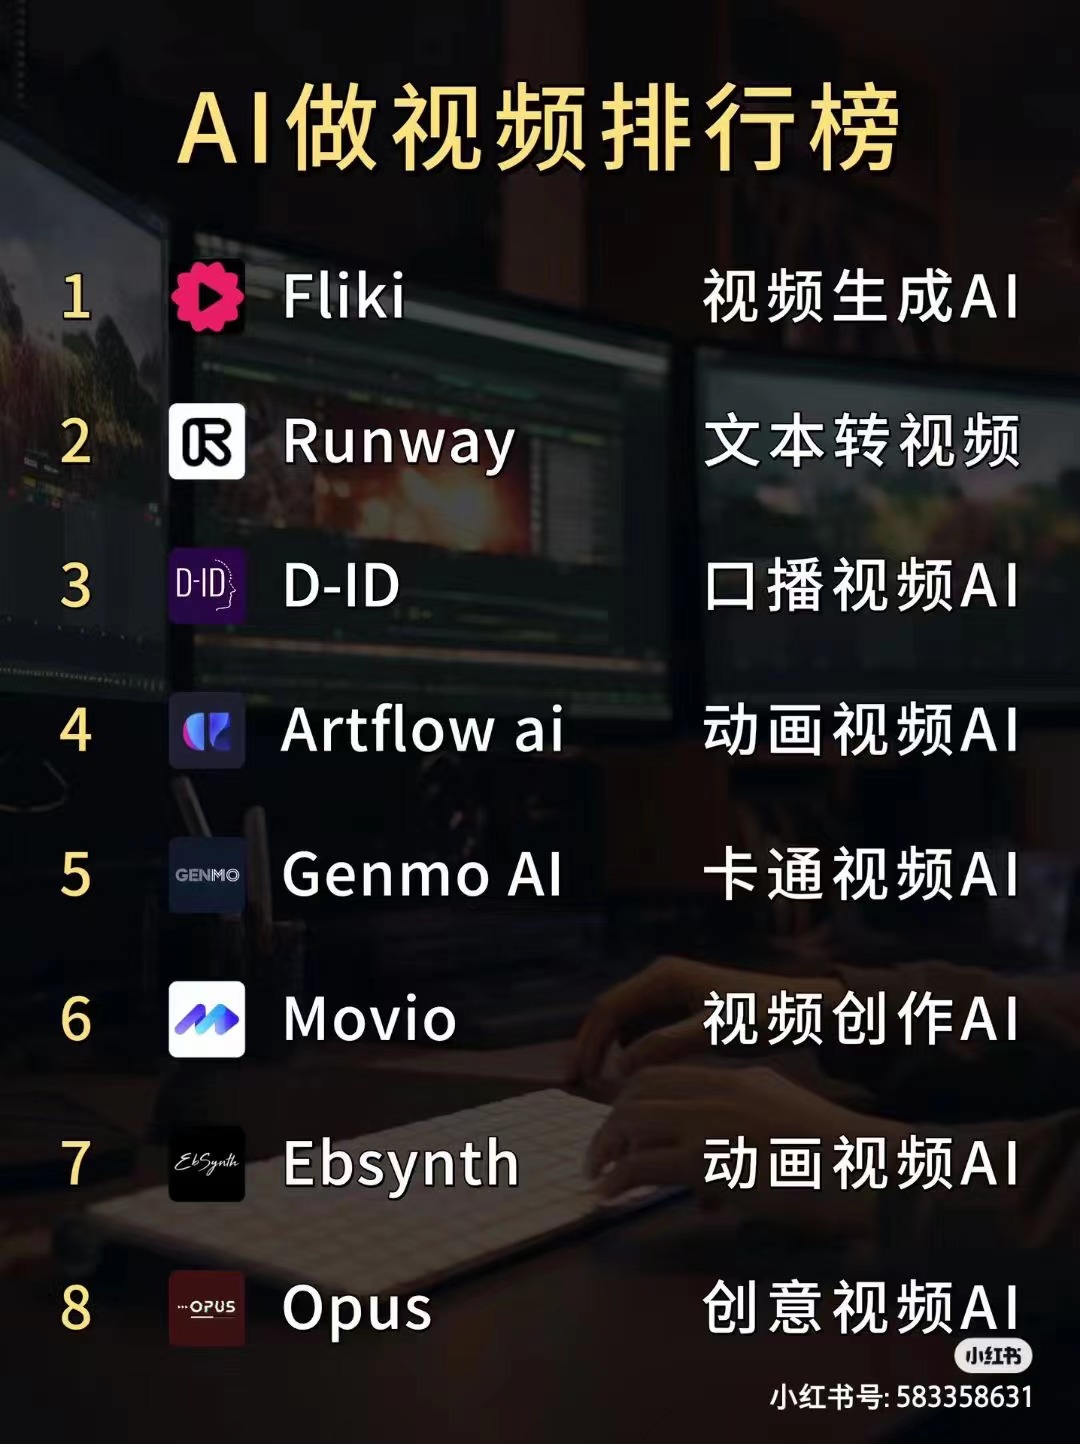 AI做视频排行榜
1 Fliki 视频生成AI
2 R Runway 文本转视频
3 D-ID D-ID 口播视频AI
4 Artflow ai 动画视频AI
5 GENMO Genmo AI 卡通视频AI
6 Movio 视频创作AI
7 EbSynth Ebsynth 动画视频AI
8 OPUS Opus 创意视频AI
小红书
小红书号: 583358631